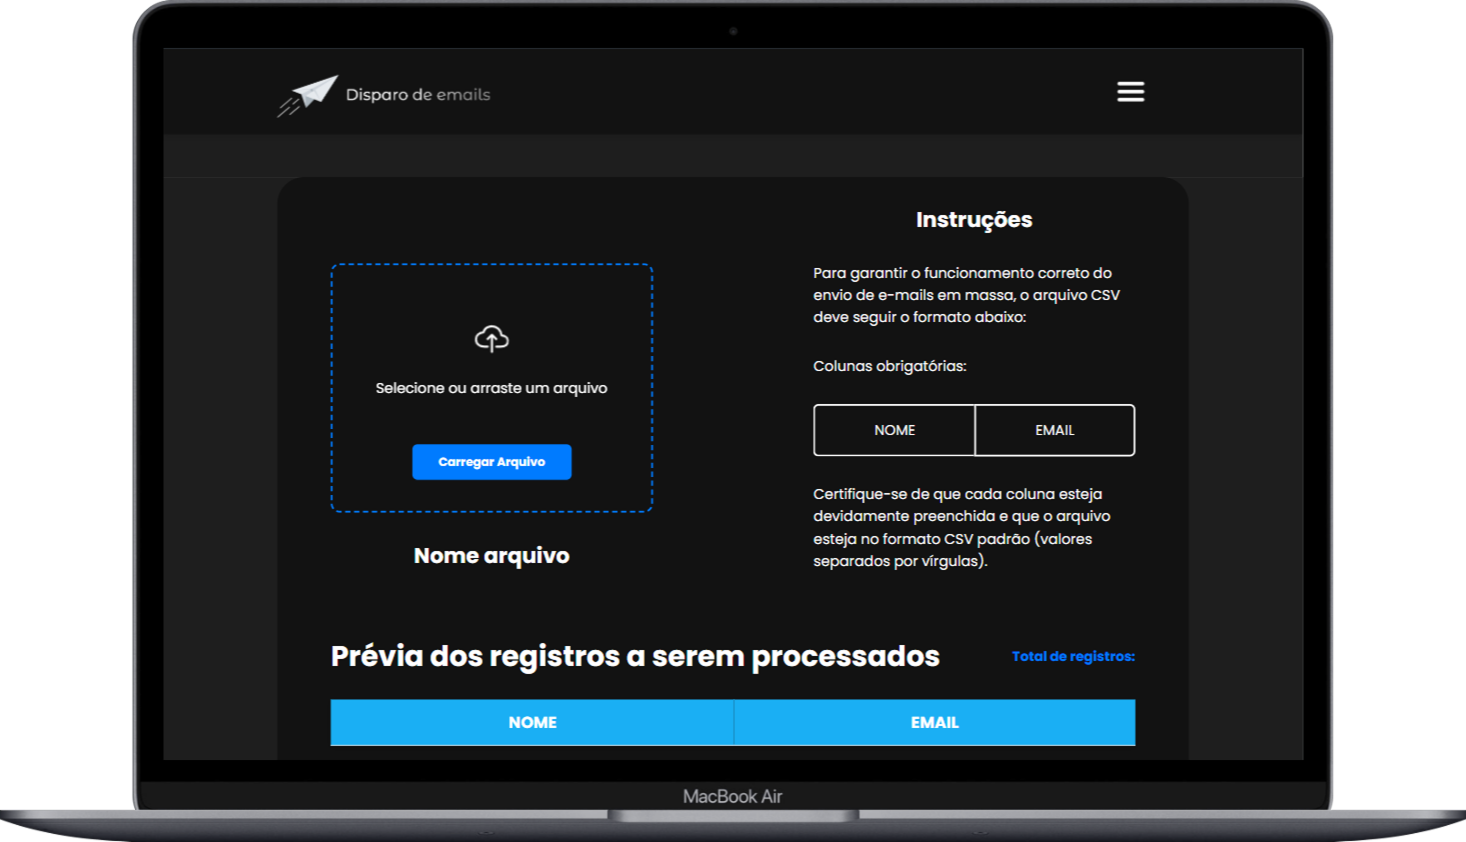 Disparo de emails
Instruções
Para garantir o funcionamento correto do
envio de e-mails em massa, o arquivo CSV
deve seguir o formato abaixo:
Colunas obrigatórias:
NOME EMAIL
Certifique-se de que cada coluna esteja
devidamente preenchida e que o arquivo
esteja no formato CSV padrão (valores
separados por vírgulas).
Selecione ou arraste um arquivo
Carregar Arquivo
Nome arquivo
Prévia dos registros a serem processados
Total de registros:
NOME EMAIL
MacBook Air